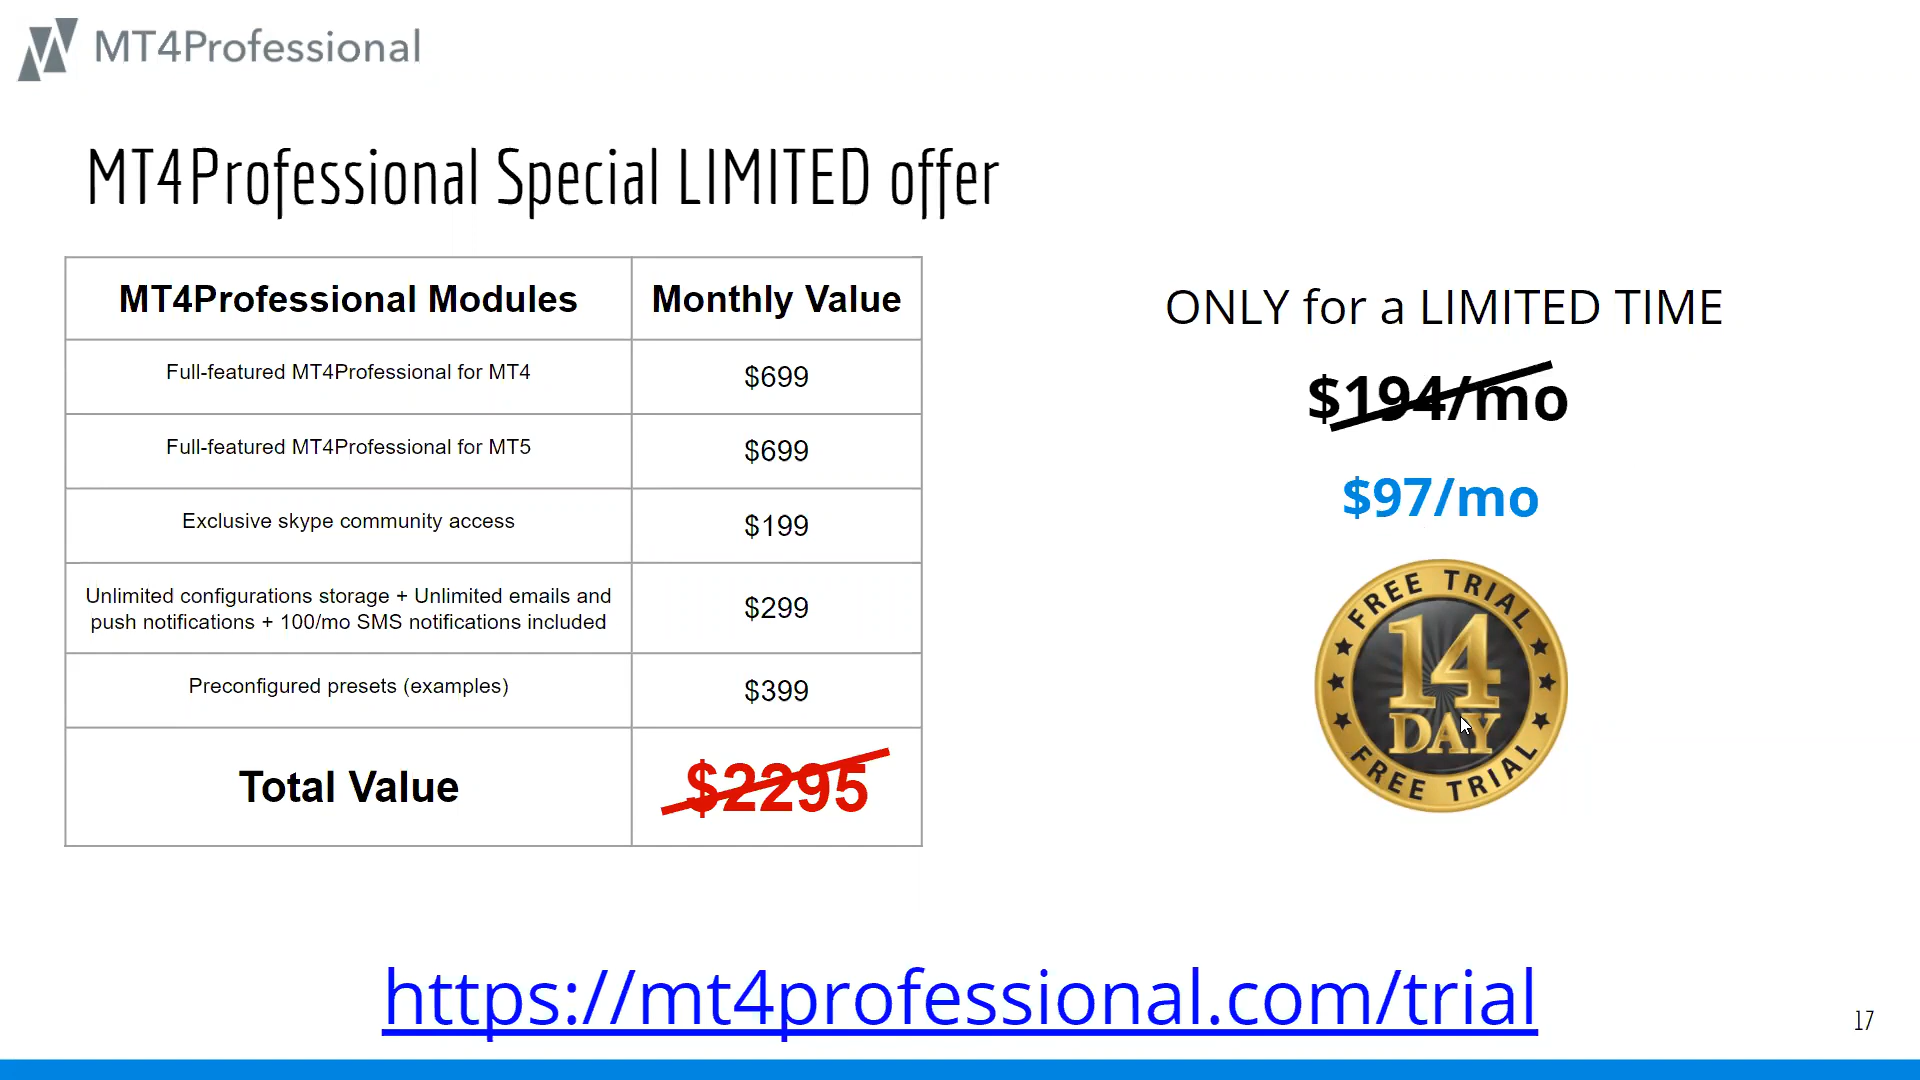 MT4Professional
MT4Professional Special LIMITED offer
MT4Professional Modules Monthly Value
Full-featured MT4Professional for MT4 $699
Full-featured MT4Professional for MT5 $699
Exclusive skype community access $199
Unlimited configurations storage + Unlimited emails and
push notifications + 100/mo SMS notifications included $299
Preconfigured presets (examples) $399
Total Value $2295
ONLY for a LIMITED TIME
$194/mo
$97/mo
FREE TRIAL
14
DAY
FREE TRIAL
https://mt4professional.com/trial
17